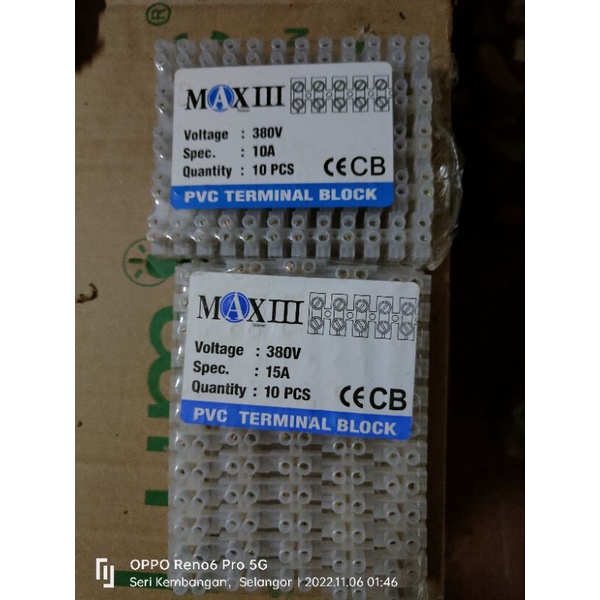 MAXIII
Taiwan
Voltage : 380V
Spec. : 10A
Quantity : 10 PCS
CE CB
PVC TERMINAL BLOCK
MAXIII
Taiwan
Voltage : 380V
Spec. : 15A
Quantity : 10 PCS
CE CB
PVC TERMINAL BLOCK
OPPO Reno6 Pro 5G
Seri Kembangan, Selangor | 2022.11.06 01:46